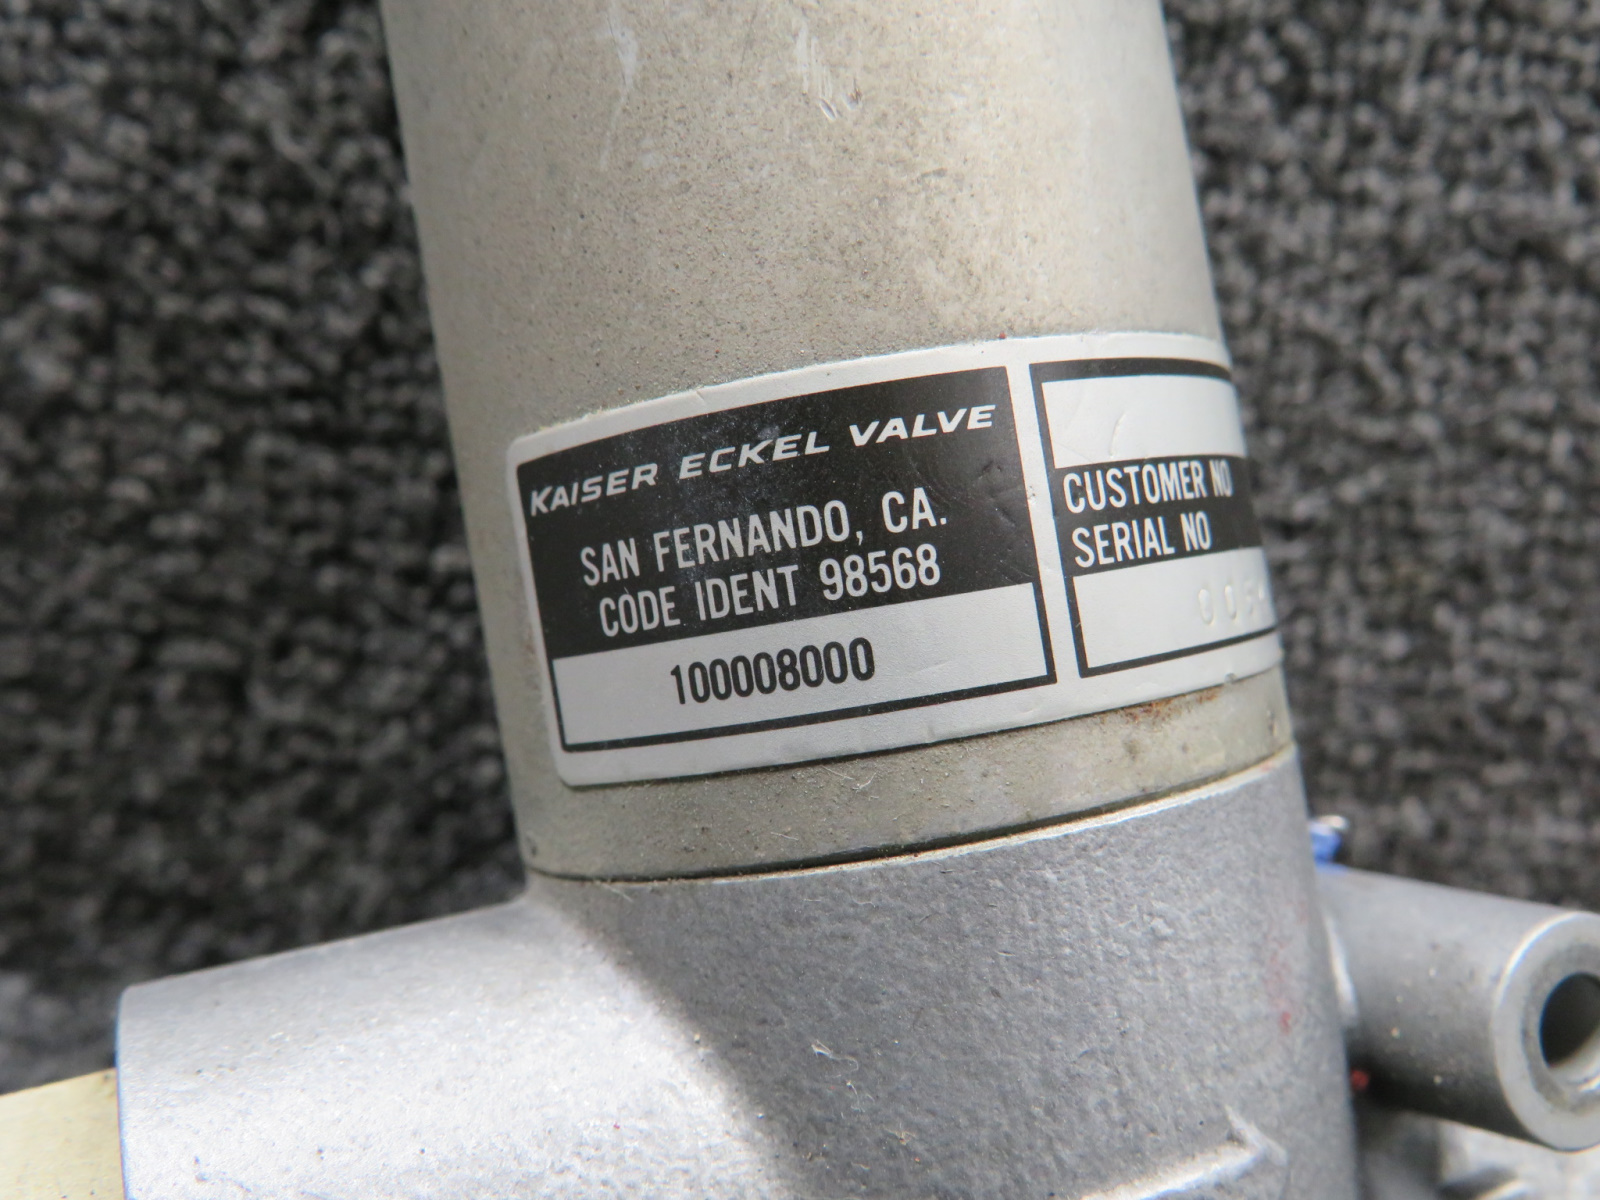 KAISER ECKEL VALVE
SAN FERNANDO, CA.
CODE IDENT 98568
100008000
CUSTOMER NO
SERIAL NO